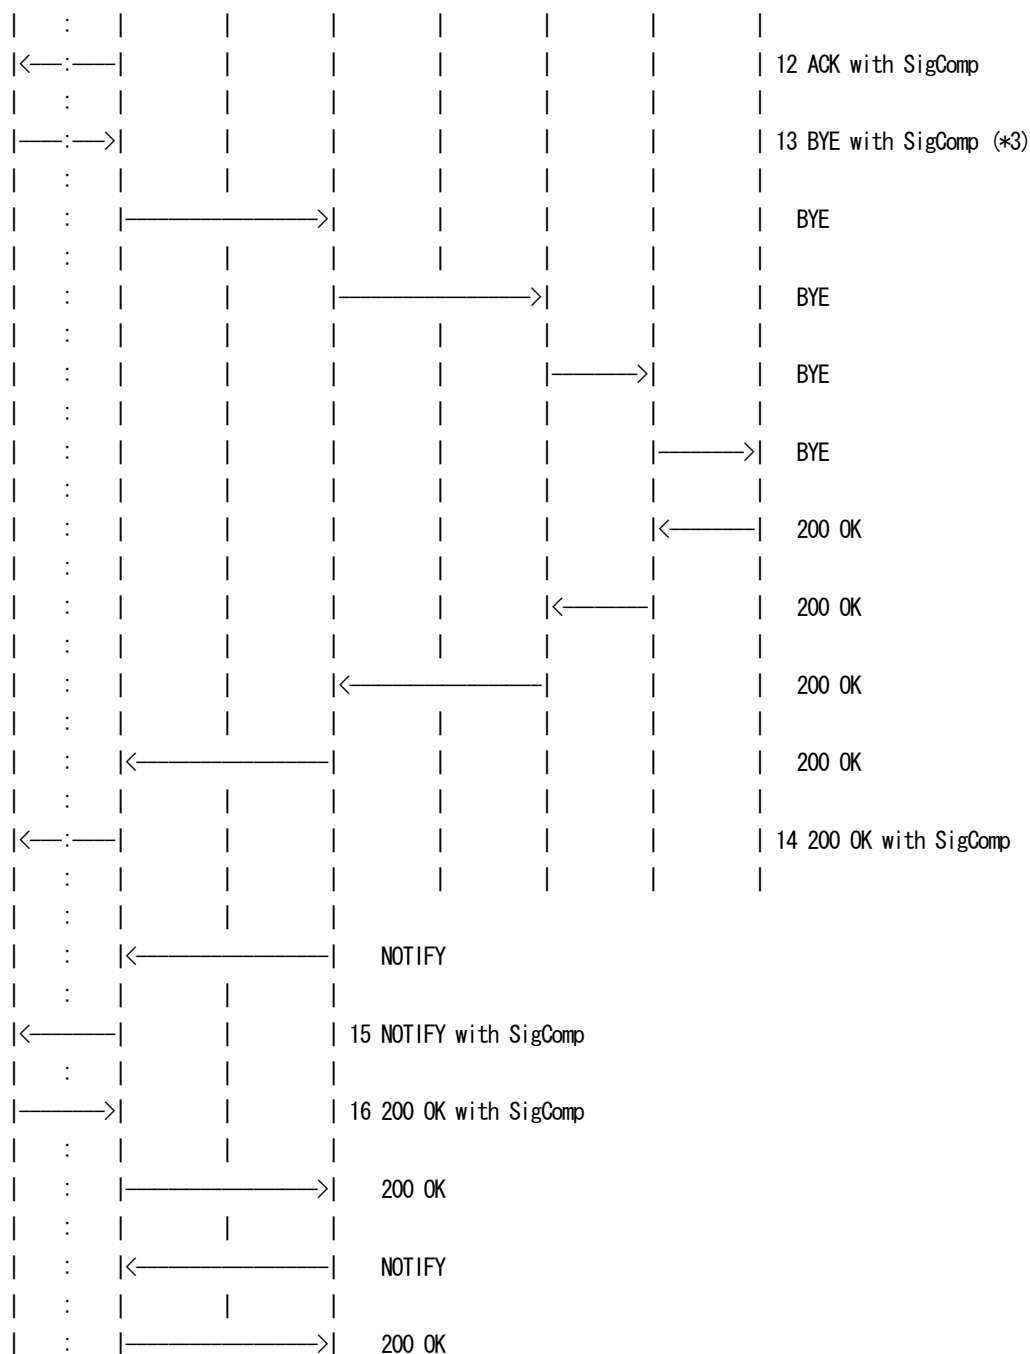 12 ACK with SigComp
13 BYE with SigComp (*3)
BYE
BYE
BYE
BYE
200 OK
200 OK
200 OK
200 OK
14 200 OK with SigComp
NOTIFY
15 NOTIFY with SigComp
16 200 OK with SigComp
200 OK
NOTIFY
200 OK